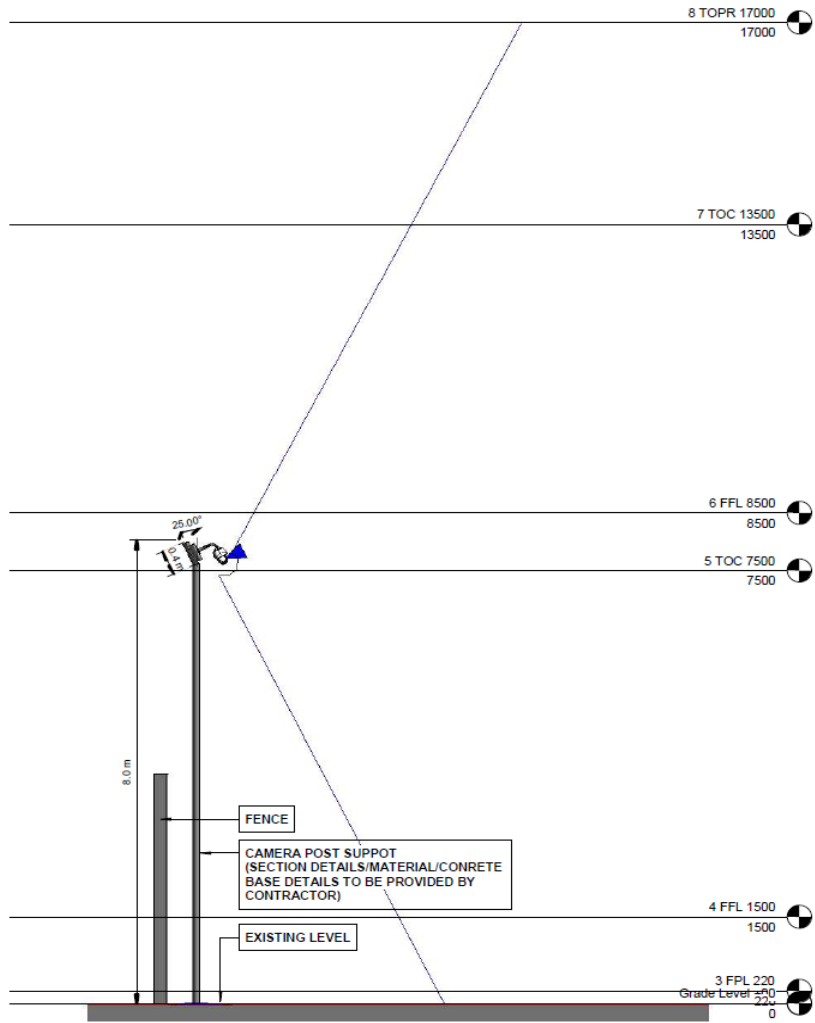 8 TOPR 17000
17000
7 TOC 13500
13500
6 FFL 8500
8500
25.00°
0.4 m
5 TOC 7500
7500
8.0 m
FENCE
CAMERA POST SUPPOT
(SECTION DETAILS/MATERIAL/CONRETE
BASE DETAILS TO BE PROVIDED BY
CONTRACTOR)
4 FFL 1500
1500
EXISTING LEVEL
3 FPL 220
Grade Level
220
0